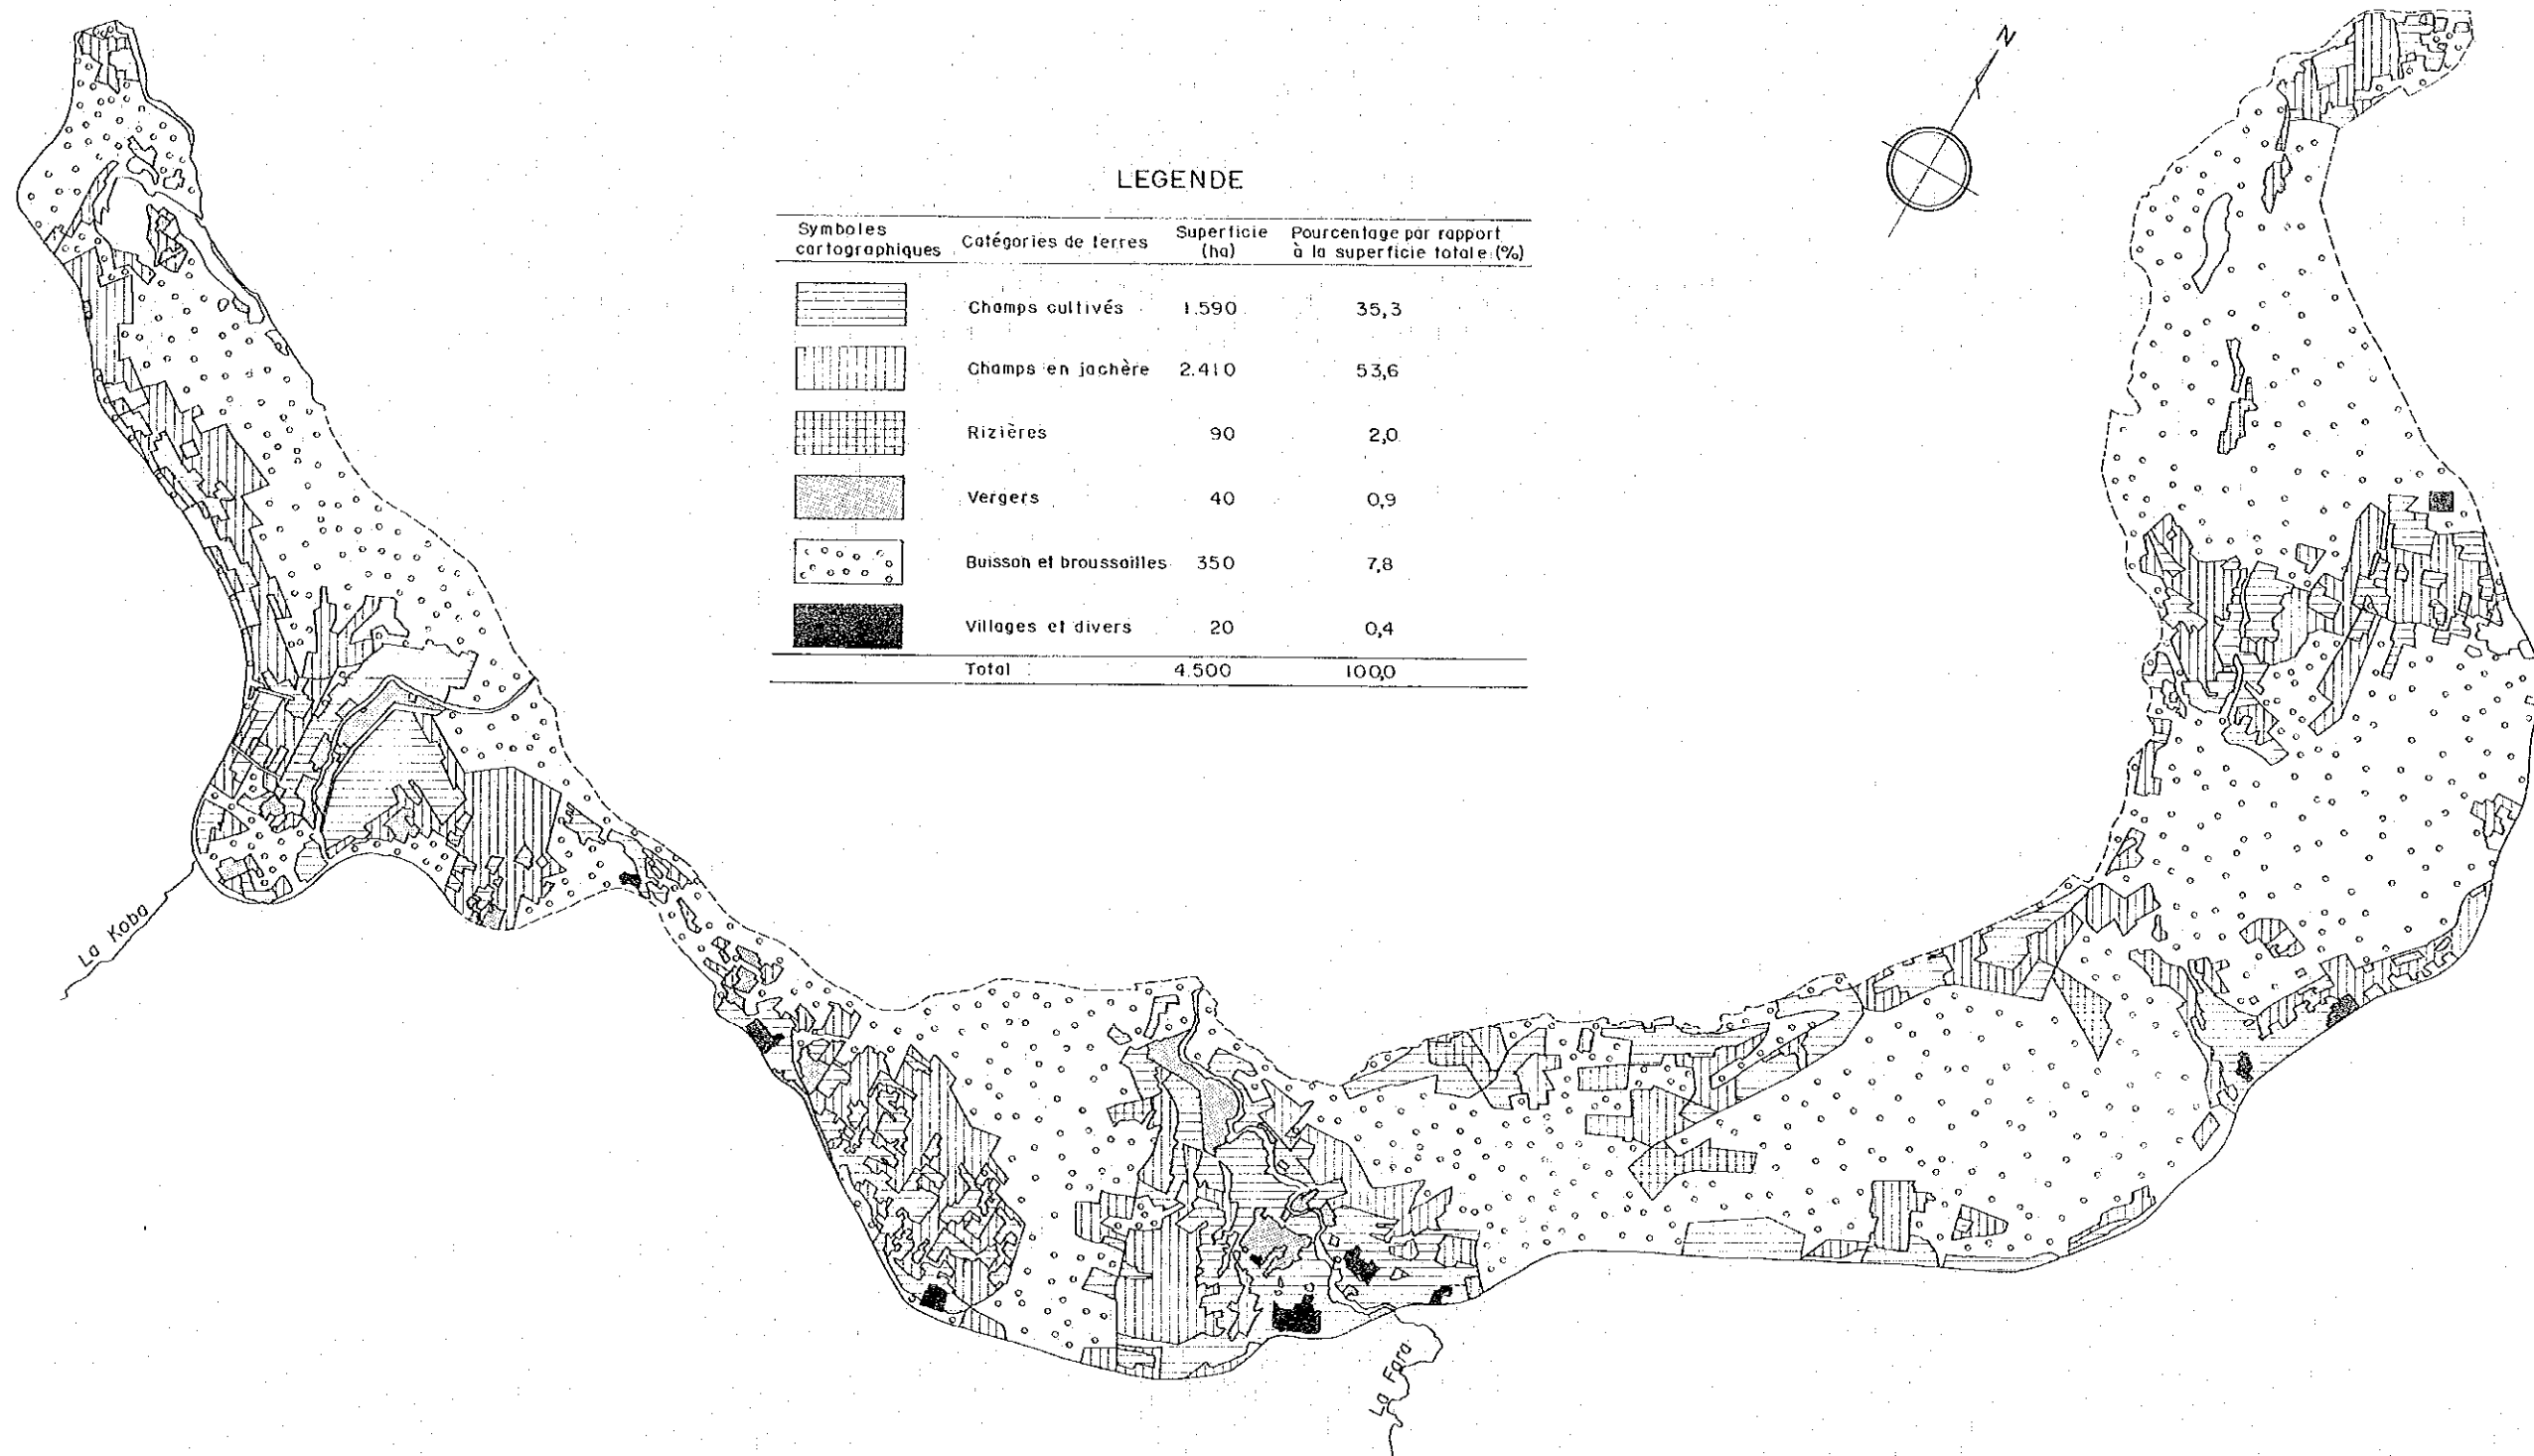 N
LEGENDE
Symboles cartographiques Catégories de terres Superficie (ha) Pourcentage par rapport à la superficie totale (%)
Champs cultivés 1.590 35,3
Champs en jachère 2.410 53,6
Rizières 90 2,0
Vergers 40 0,9
Buisson et broussailles 350 7,8
Villages et divers 20 0,4
Total : 4.500 100,0
La Koba
La Fara